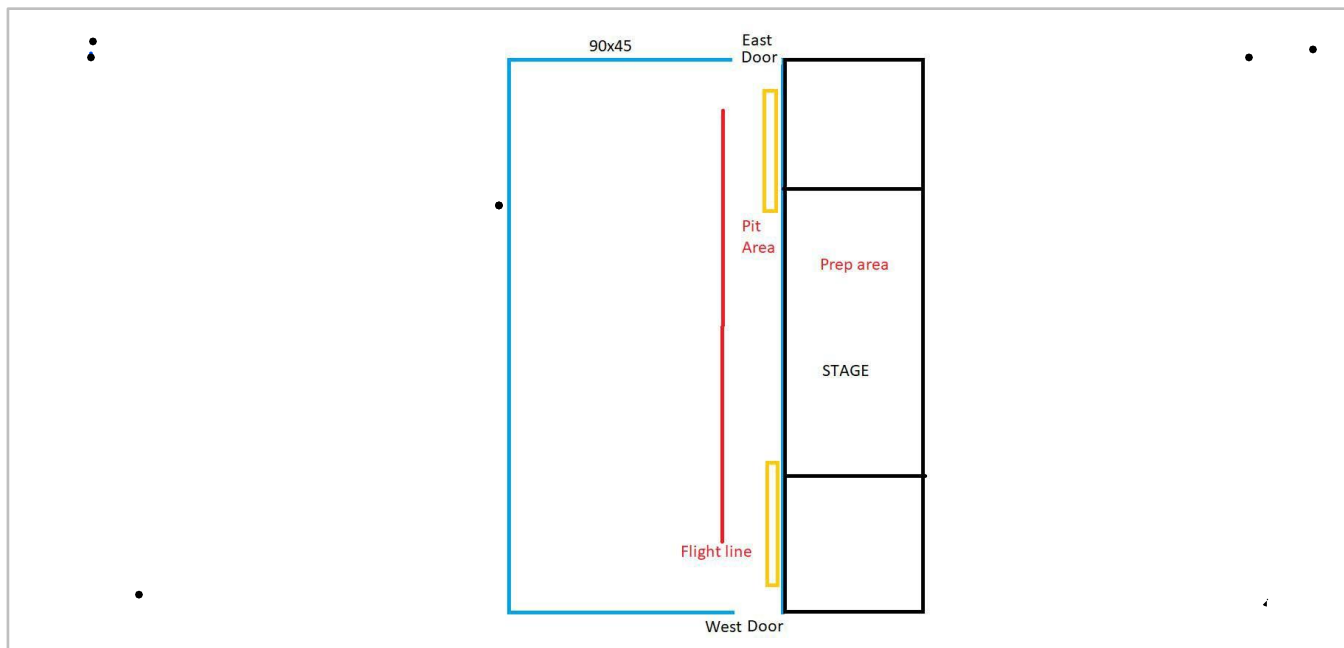 90x45
East
Door
Pit
Area
Prep area
STAGE
Flight line
West Door